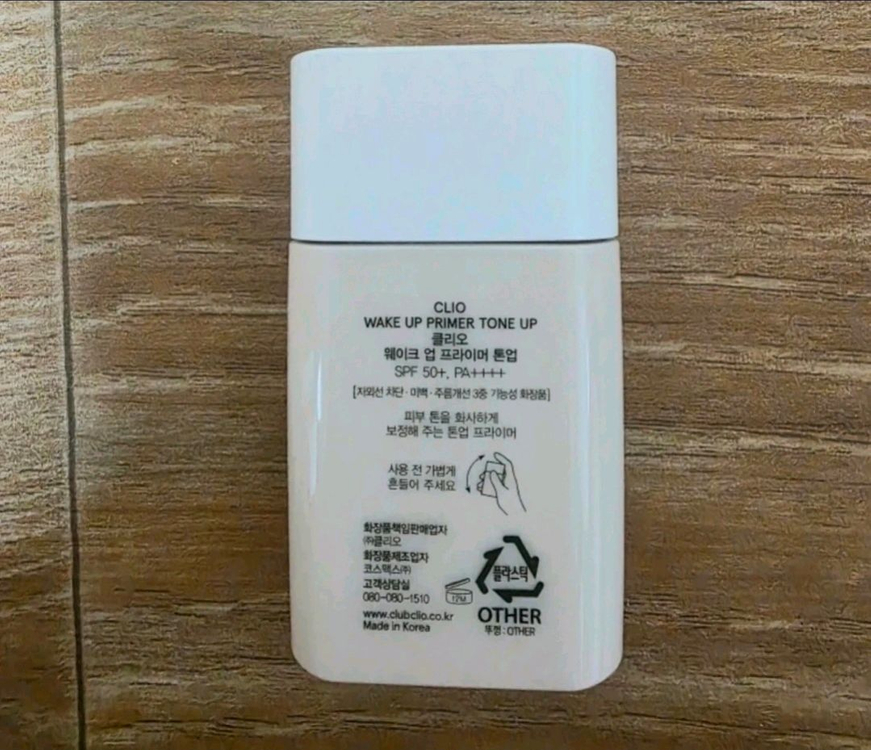 CLIO
WAKE UP PRIMER TONE UP
클리오
웨이크 업 프라이머 톤업
SPF 50+, PA++++
[자외선 차단·미백·주름개선 3중 기능성 화장품]
피부 톤을 화사하게
보정해 주는 톤업 프라이머
사용 전 가볍게
흔들어 주세요
화장품책임판매업자
㈜클리오
화장품제조업자
코스맥스㈜
고객상담실
080-080-1510
12M
www.clubclio.co.kr
Made in Korea
플라스틱
OTHER
뚜껑 : OTHER